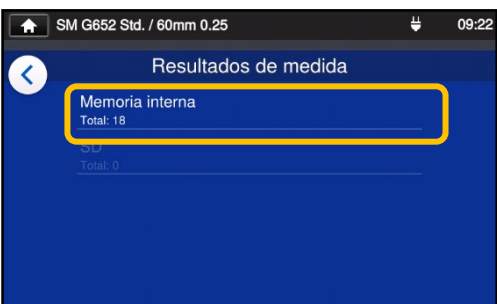 SM G652 Std. / 60mm 0.25 09:22
Resultados de medida
Memoria interna
Total: 18
SD
Total: 0